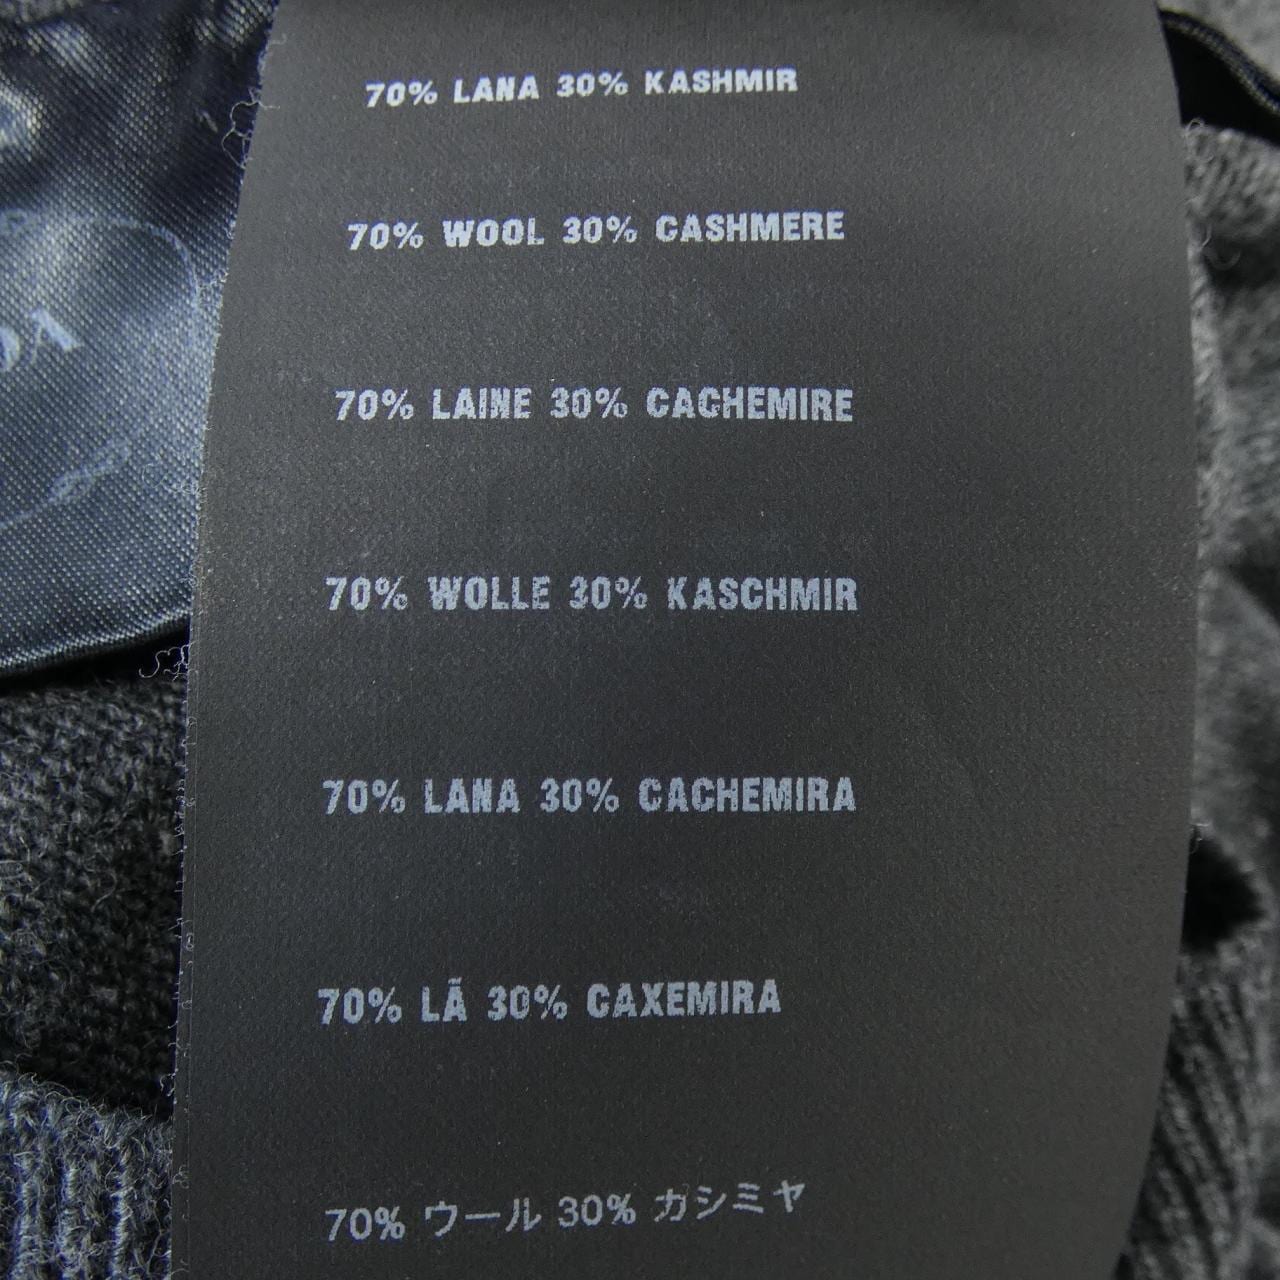 70% LANA 30% KASHMIR
70% WOOL 30% CASHMERE
70% LAINE 30% CACHEMIRE
70% WOLLE 30% KASCHMIR
70% LANA 30% CACHEMIRA
70% LÃ 30% CAXEMIRA
70% ウール 30% カシミヤ